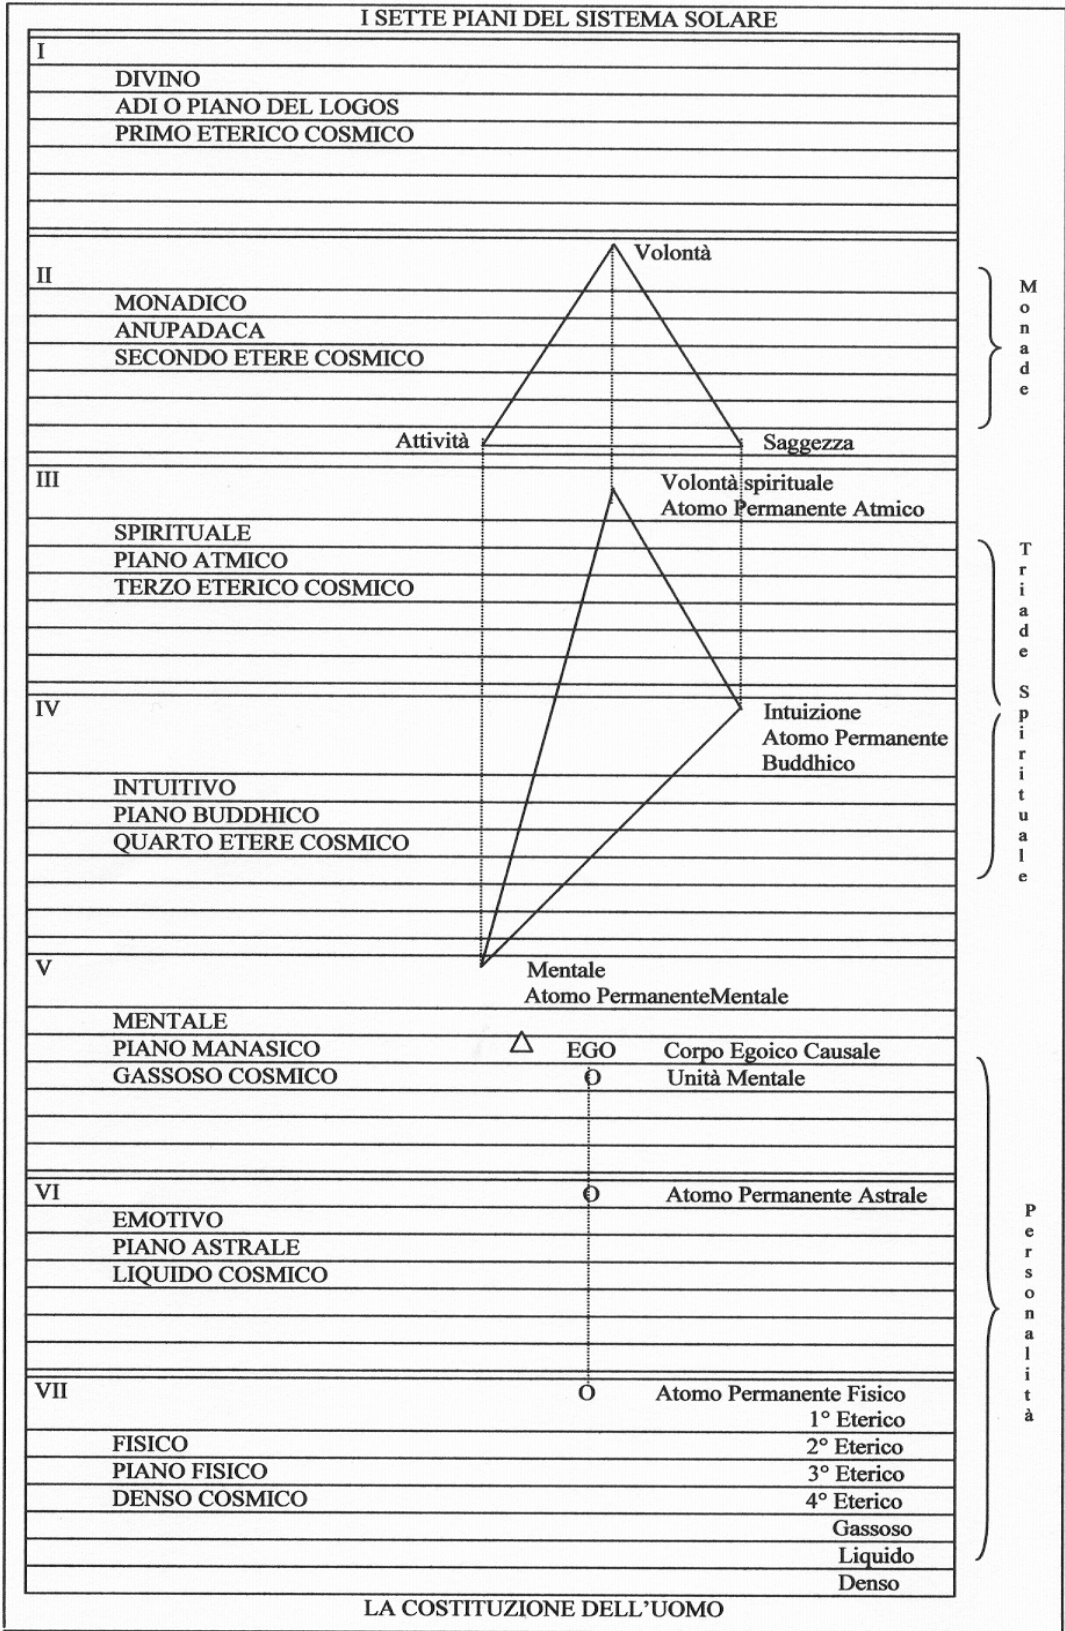 I SETTE PIANI DEL SISTEMA SOLARE
I
DIVINO
ADI O PIANO DEL LOGOS
PRIMO ETERICO COSMICO
Volontà
II
MONADICO
ANUPADACA
SECONDO ETERE COSMICO
Attività
Saggezza
Monade
III
Volontà spirituale
Atomo Permanente Atmico
SPIRITUALE
PIANO ATMICO
TERZO ETERICO COSMICO
Triade Spirituale
IV
Intuizione
Atomo Permanente
Buddhico
INTUITIVO
PIANO BUDDHICO
QUARTO ETERE COSMICO
V
Mentale
Atomo PermanenteMentale
MENTALE
PIANO MANASICO EGO Corpo Egoico Causale
GASSOSO COSMICO O Unità Mentale
VI O Atomo Permanente Astrale
EMOTIVO
PIANO ASTRALE
LIQUIDO COSMICO
Personalità
VII O Atomo Permanente Fisico
1° Eterico
FISICO 2° Eterico
PIANO FISICO 3° Eterico
DENSO COSMICO 4° Eterico
Gassoso
Liquido
Denso
LA COSTITUZIONE DELL'UOMO